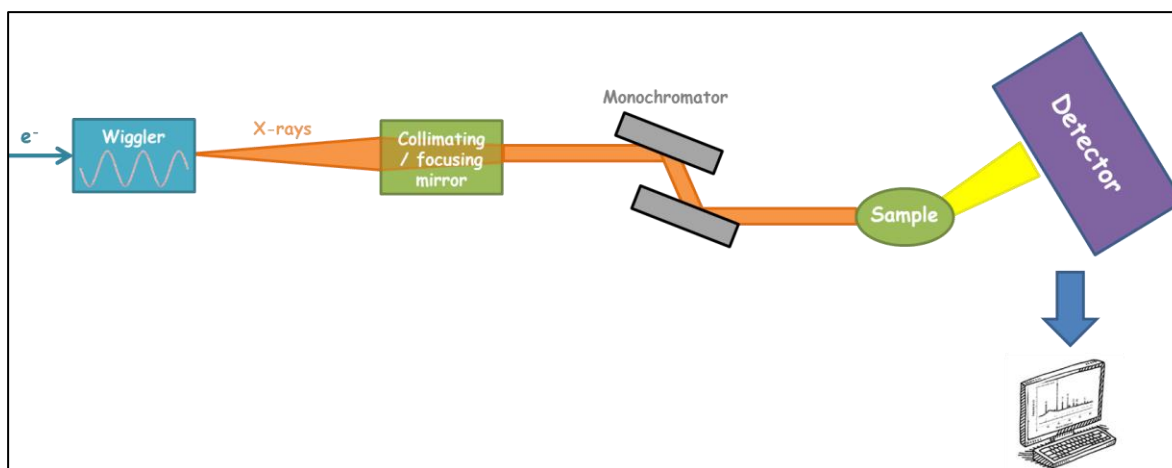 e⁻
Wiggler
X-rays
Collimating
/ focusing
mirror
Monochromator
Sample
Detector